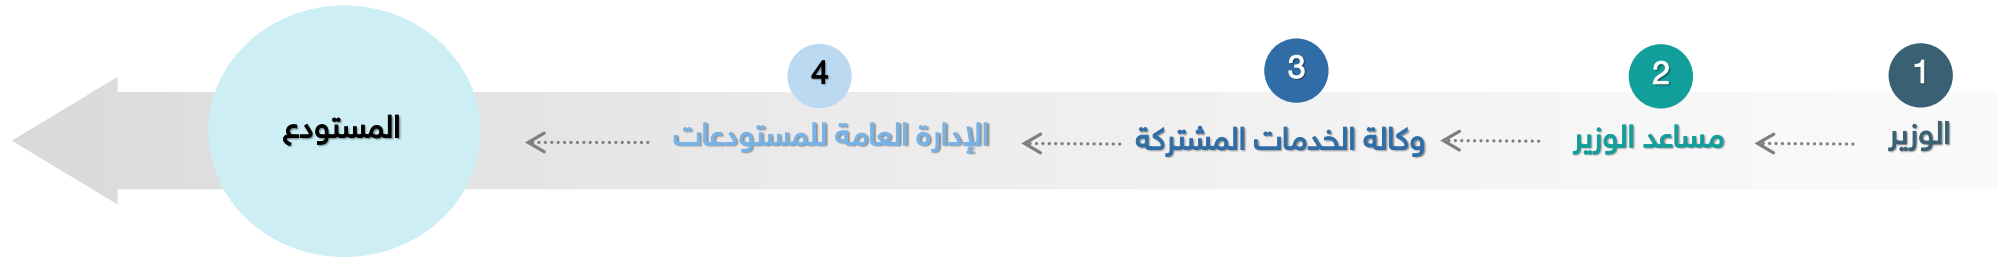 1
الوزير
2
مساعد الوزير
3
وكالة الخدمات المشتركة
4
الإدارة العامة للمستودعات
المستودع